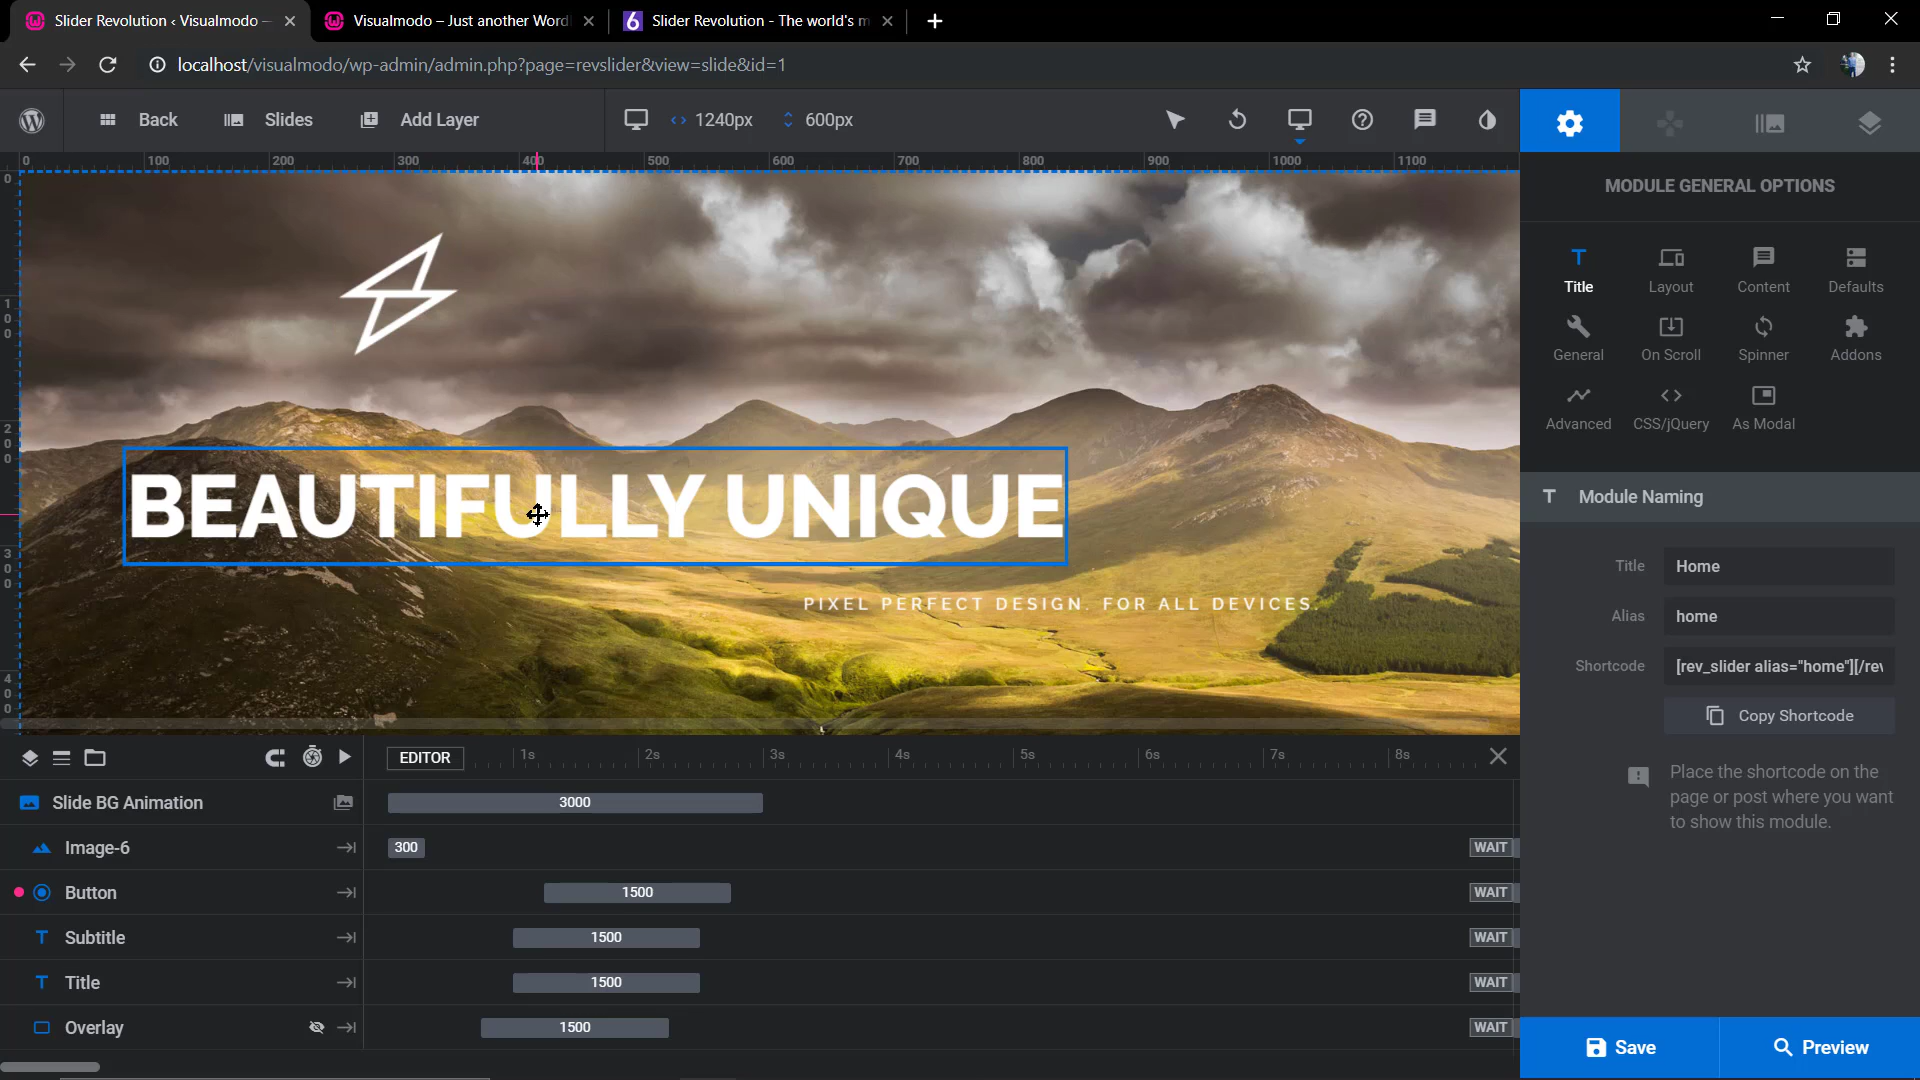 Slider Revolution ‹ Visualmodo —
Visualmodo – Just another Word
6 Slider Revolution - The world's m
localhost/visualmodo/wp-admin/admin.php?page=revslider&view=slide&id=1
Back
Slides
Add Layer
1240px
600px
0 100 200 300 400 500 600 700 800 900 1000 1100
0
100
200
300
400
BEAUTIFULLY UNIQUE
PIXEL PERFECT DESIGN. FOR ALL DEVICES.
MODULE GENERAL OPTIONS
Title
Layout
Content
Defaults
General
On Scroll
Spinner
Addons
Advanced
CSS/jQuery
As Modal
Module Naming
Title
Home
Alias
home
Shortcode
[rev_slider alias="home"][/rev
Copy Shortcode
Place the shortcode on the
page or post where you want
to show this module.
EDITOR 1s 2s 3s 4s 5s 6s 7s 8s
Slide BG Animation 3000
Image-6 300 WAIT
Button 1500 WAIT
Subtitle 1500 WAIT
Title 1500 WAIT
Overlay 1500 WAIT
Save
Preview